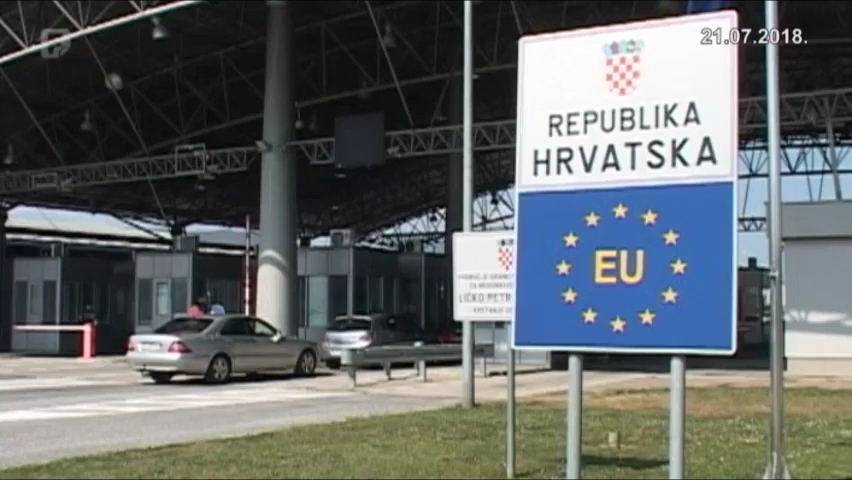 21.07.2018.
REPUBLIKA
HRVATSKA
EU
LIČKO PETR